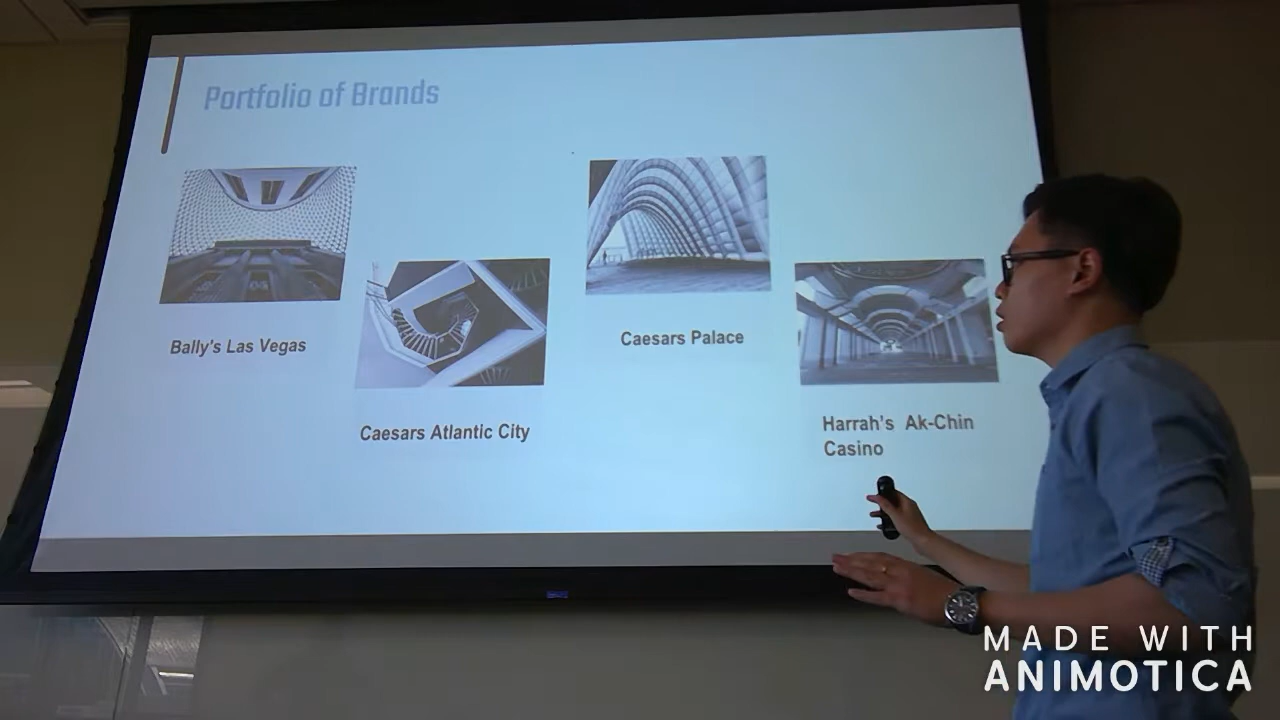 Portfolio of Brands
Bally's Las Vegas
Caesars Atlantic City
Caesars Palace
Harrah's Ak-Chin
Casino
MADE WITH
ANIMOTICA